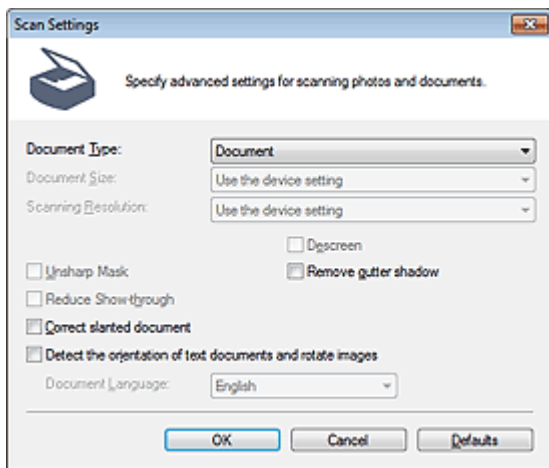 Scan Settings
Specify advanced settings for scanning photos and documents.
Document Type: Document
Document Size: Use the device setting
Scanning Resolution: Use the device setting
Descreen
Unsharp Mask Remove gutter shadow
Reduce Show-through
Correct slanted document
Detect the orientation of text documents and rotate images
Document Language: English
OK Cancel Defaults